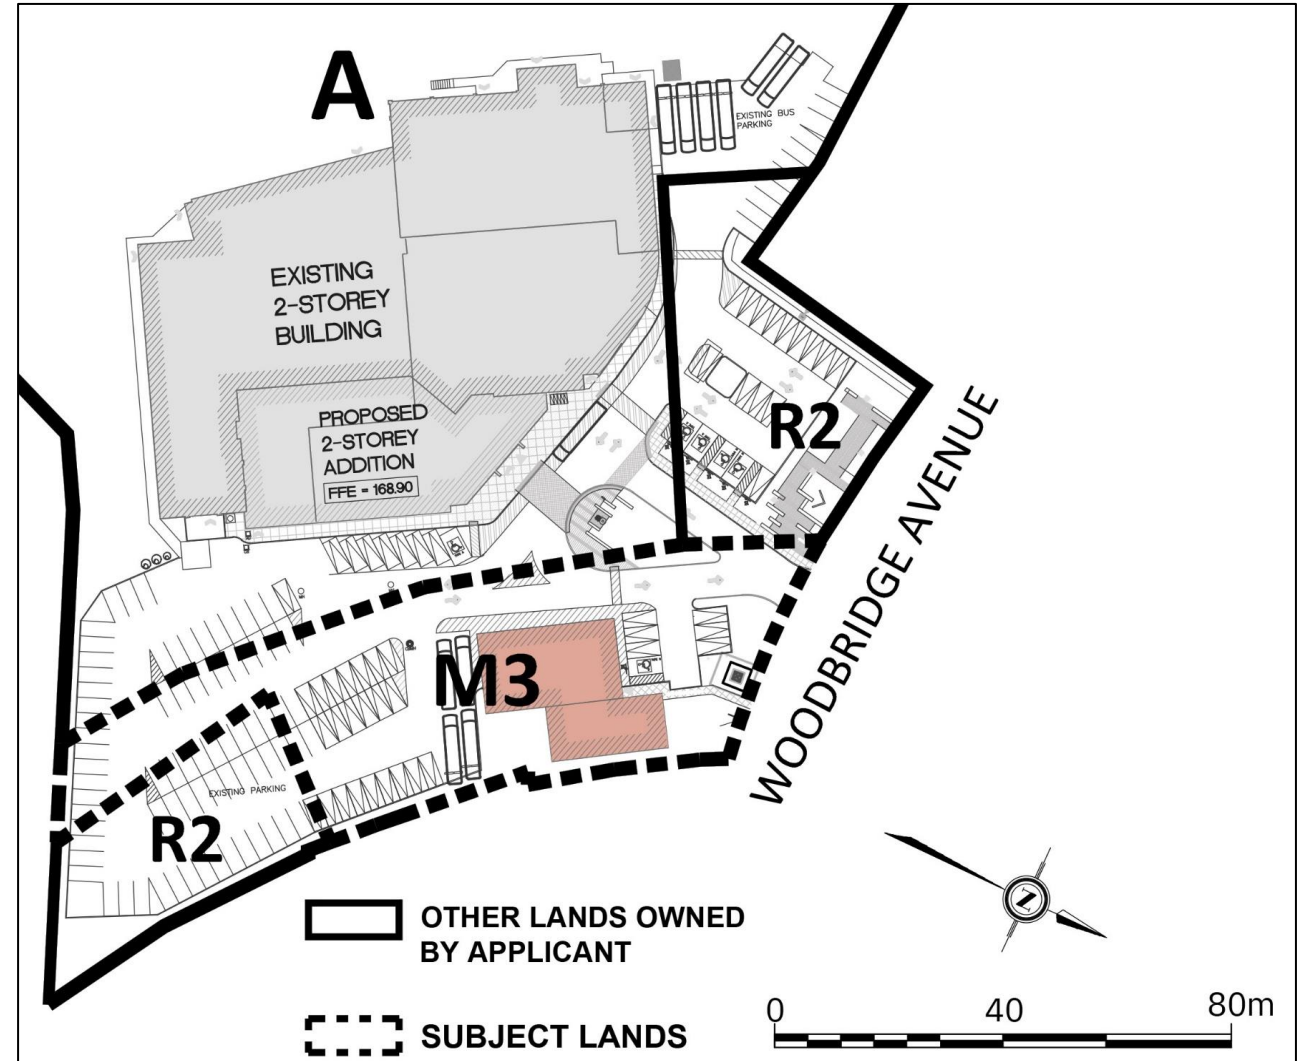 A
EXISTING BUS
PARKING
EXISTING
2-STOREY
BUILDING
PROPOSED
2-STOREY
ADDITION
FFE = 168.90
R2
WOODBRIDGE AVENUE
M3
EXISTING PARKING
R2
OTHER LANDS OWNED
BY APPLICANT
SUBJECT LANDS
N
0 40 80m